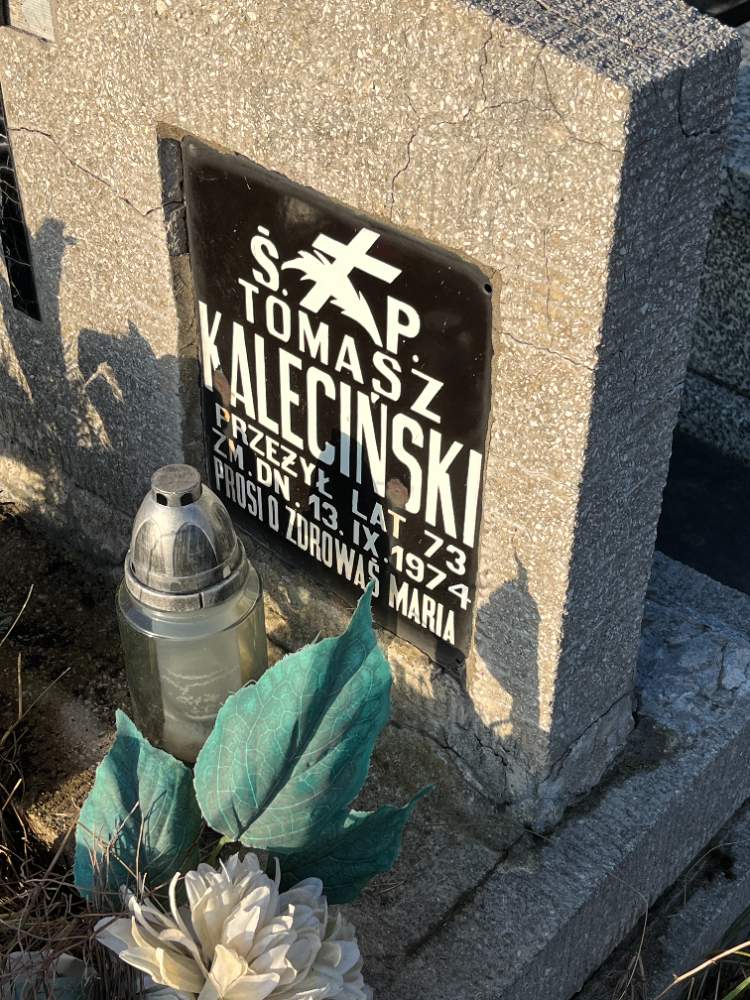 Ś. P.
TOMASZ
KALECIŃSKI
PRZEŻYŁ LAT 73
ZM. DN. 13. IX. 1974
PROSI O ZDROWAŚ MARIA